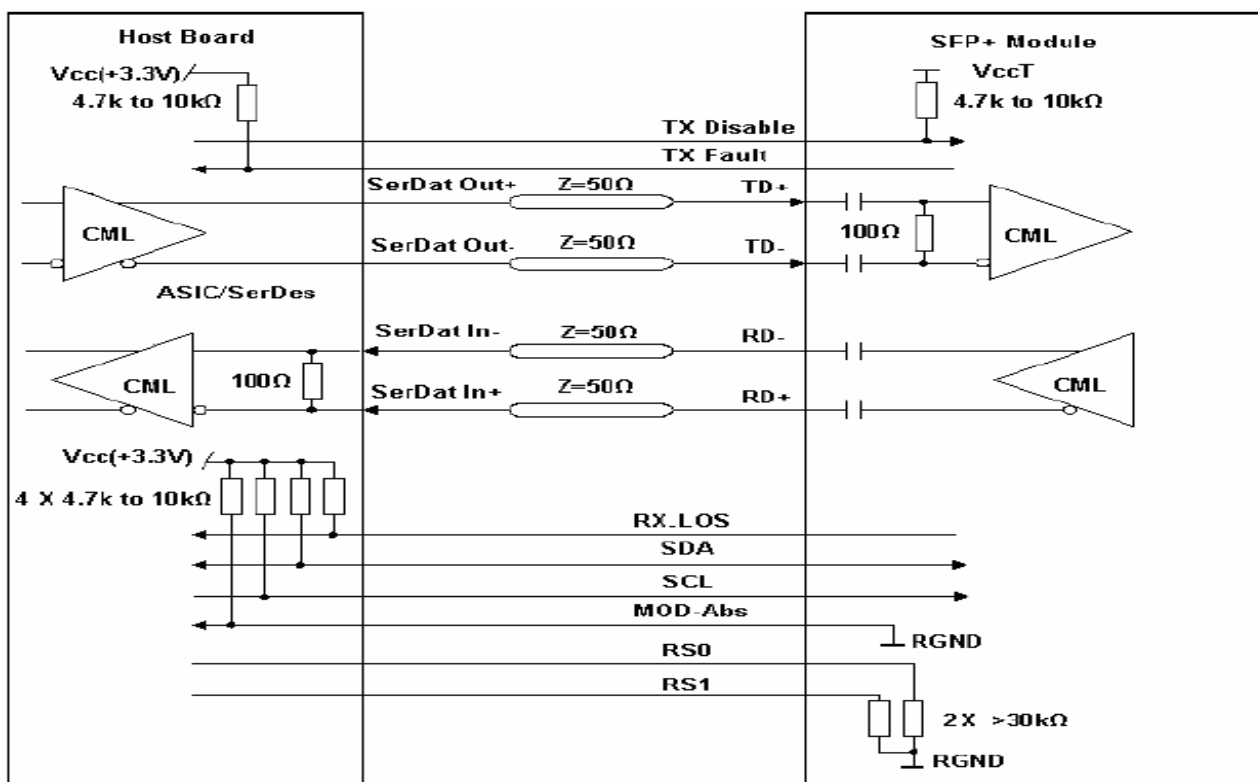 Host Board
SFP+ Module
Vcc(+3.3V)
4.7k to 10kΩ
VccT
4.7k to 10kΩ
TX Disable
TX Fault
SerDat Out+
Z=50Ω
TD+
CML
100Ω
CML
SerDat Out-
Z=50Ω
TD-
ASIC/SerDes
SerDat In-
Z=50Ω
RD-
CML
100Ω
CML
SerDat In+
Z=50Ω
RD+
Vcc(+3.3V)
4 X 4.7k to 10kΩ
RX-LOS
SDA
SCL
MOD-Abs
RGND
RS0
RS1
2X >30kΩ
RGND